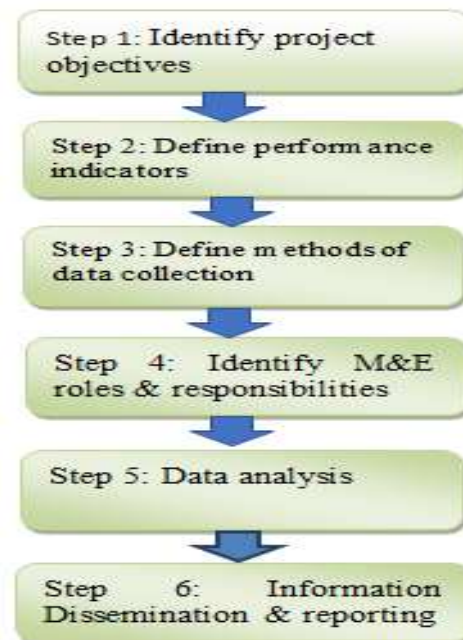 Step 1: Identify project
objectives
Step 2: Define performance
indicators
Step 3: Define methods of
data collection
Step 4: Identify M&E
roles & responsibilities
Step 5: Data analysis
Step 6: Information
Dissemination & reporting